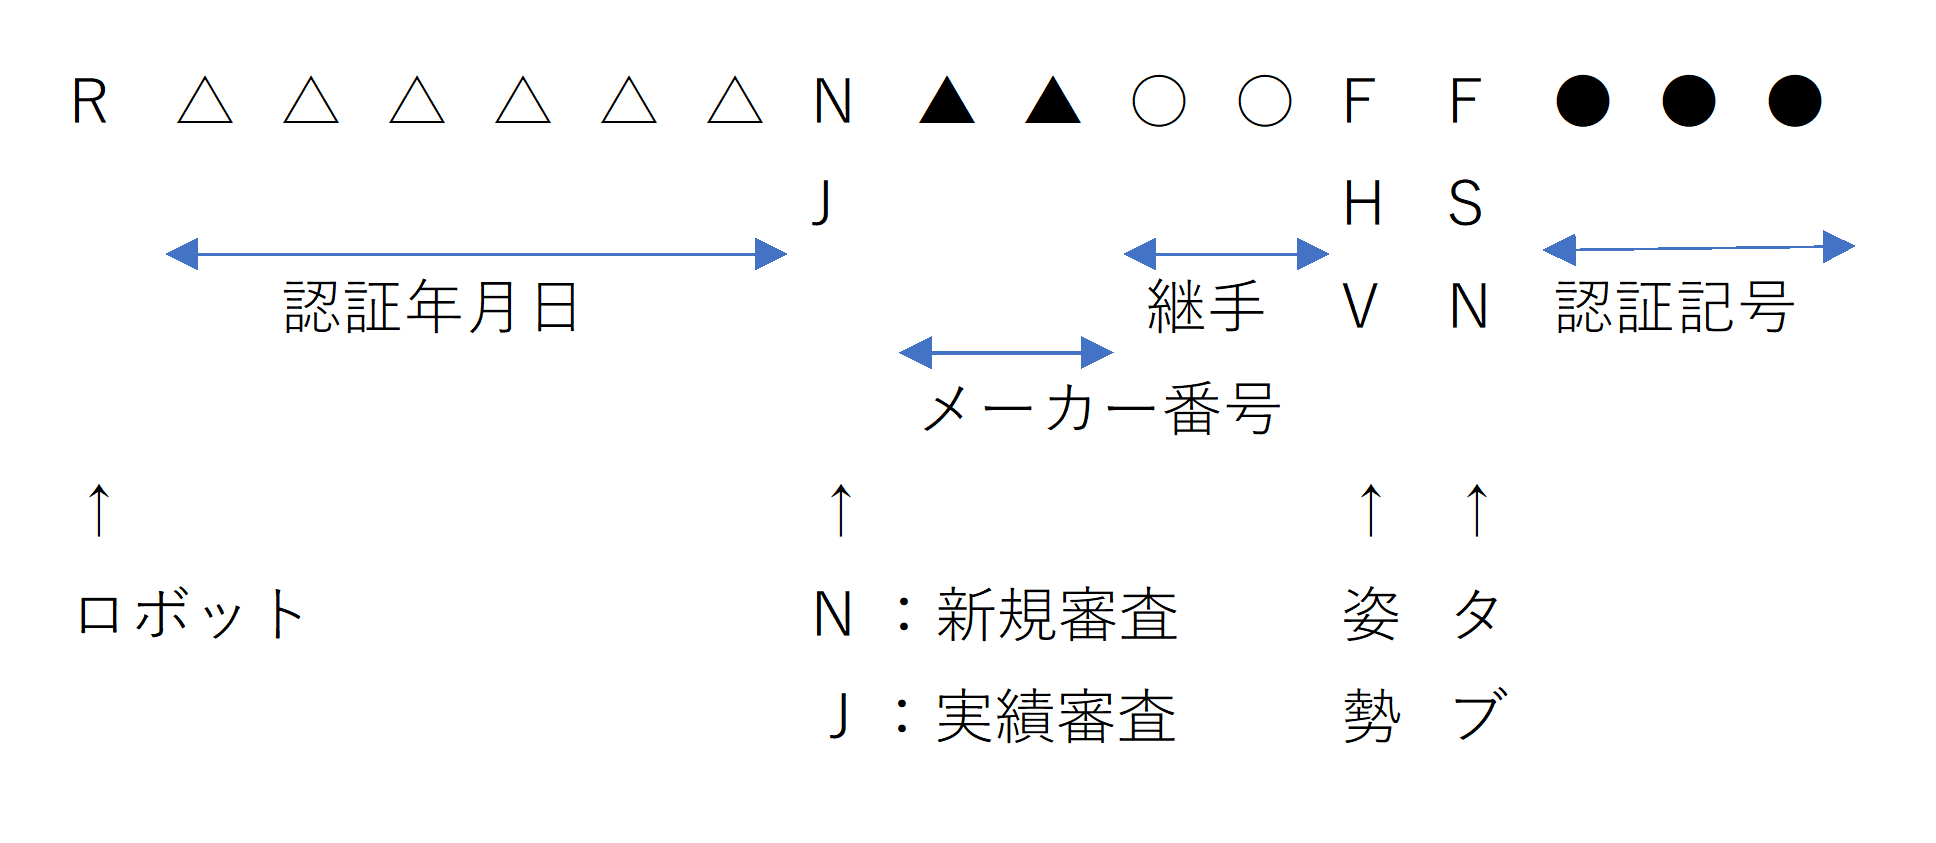 R △ △ △ △ △ △ N ▲ ▲ ○ ○ F F ● ● ●
J H S
認証年月日 継手 V N 認証記号
メーカー番号
↑ ↑ ↑ ↑
ロボット N：新規審査 姿 タ
J：実績審査 勢 ブ